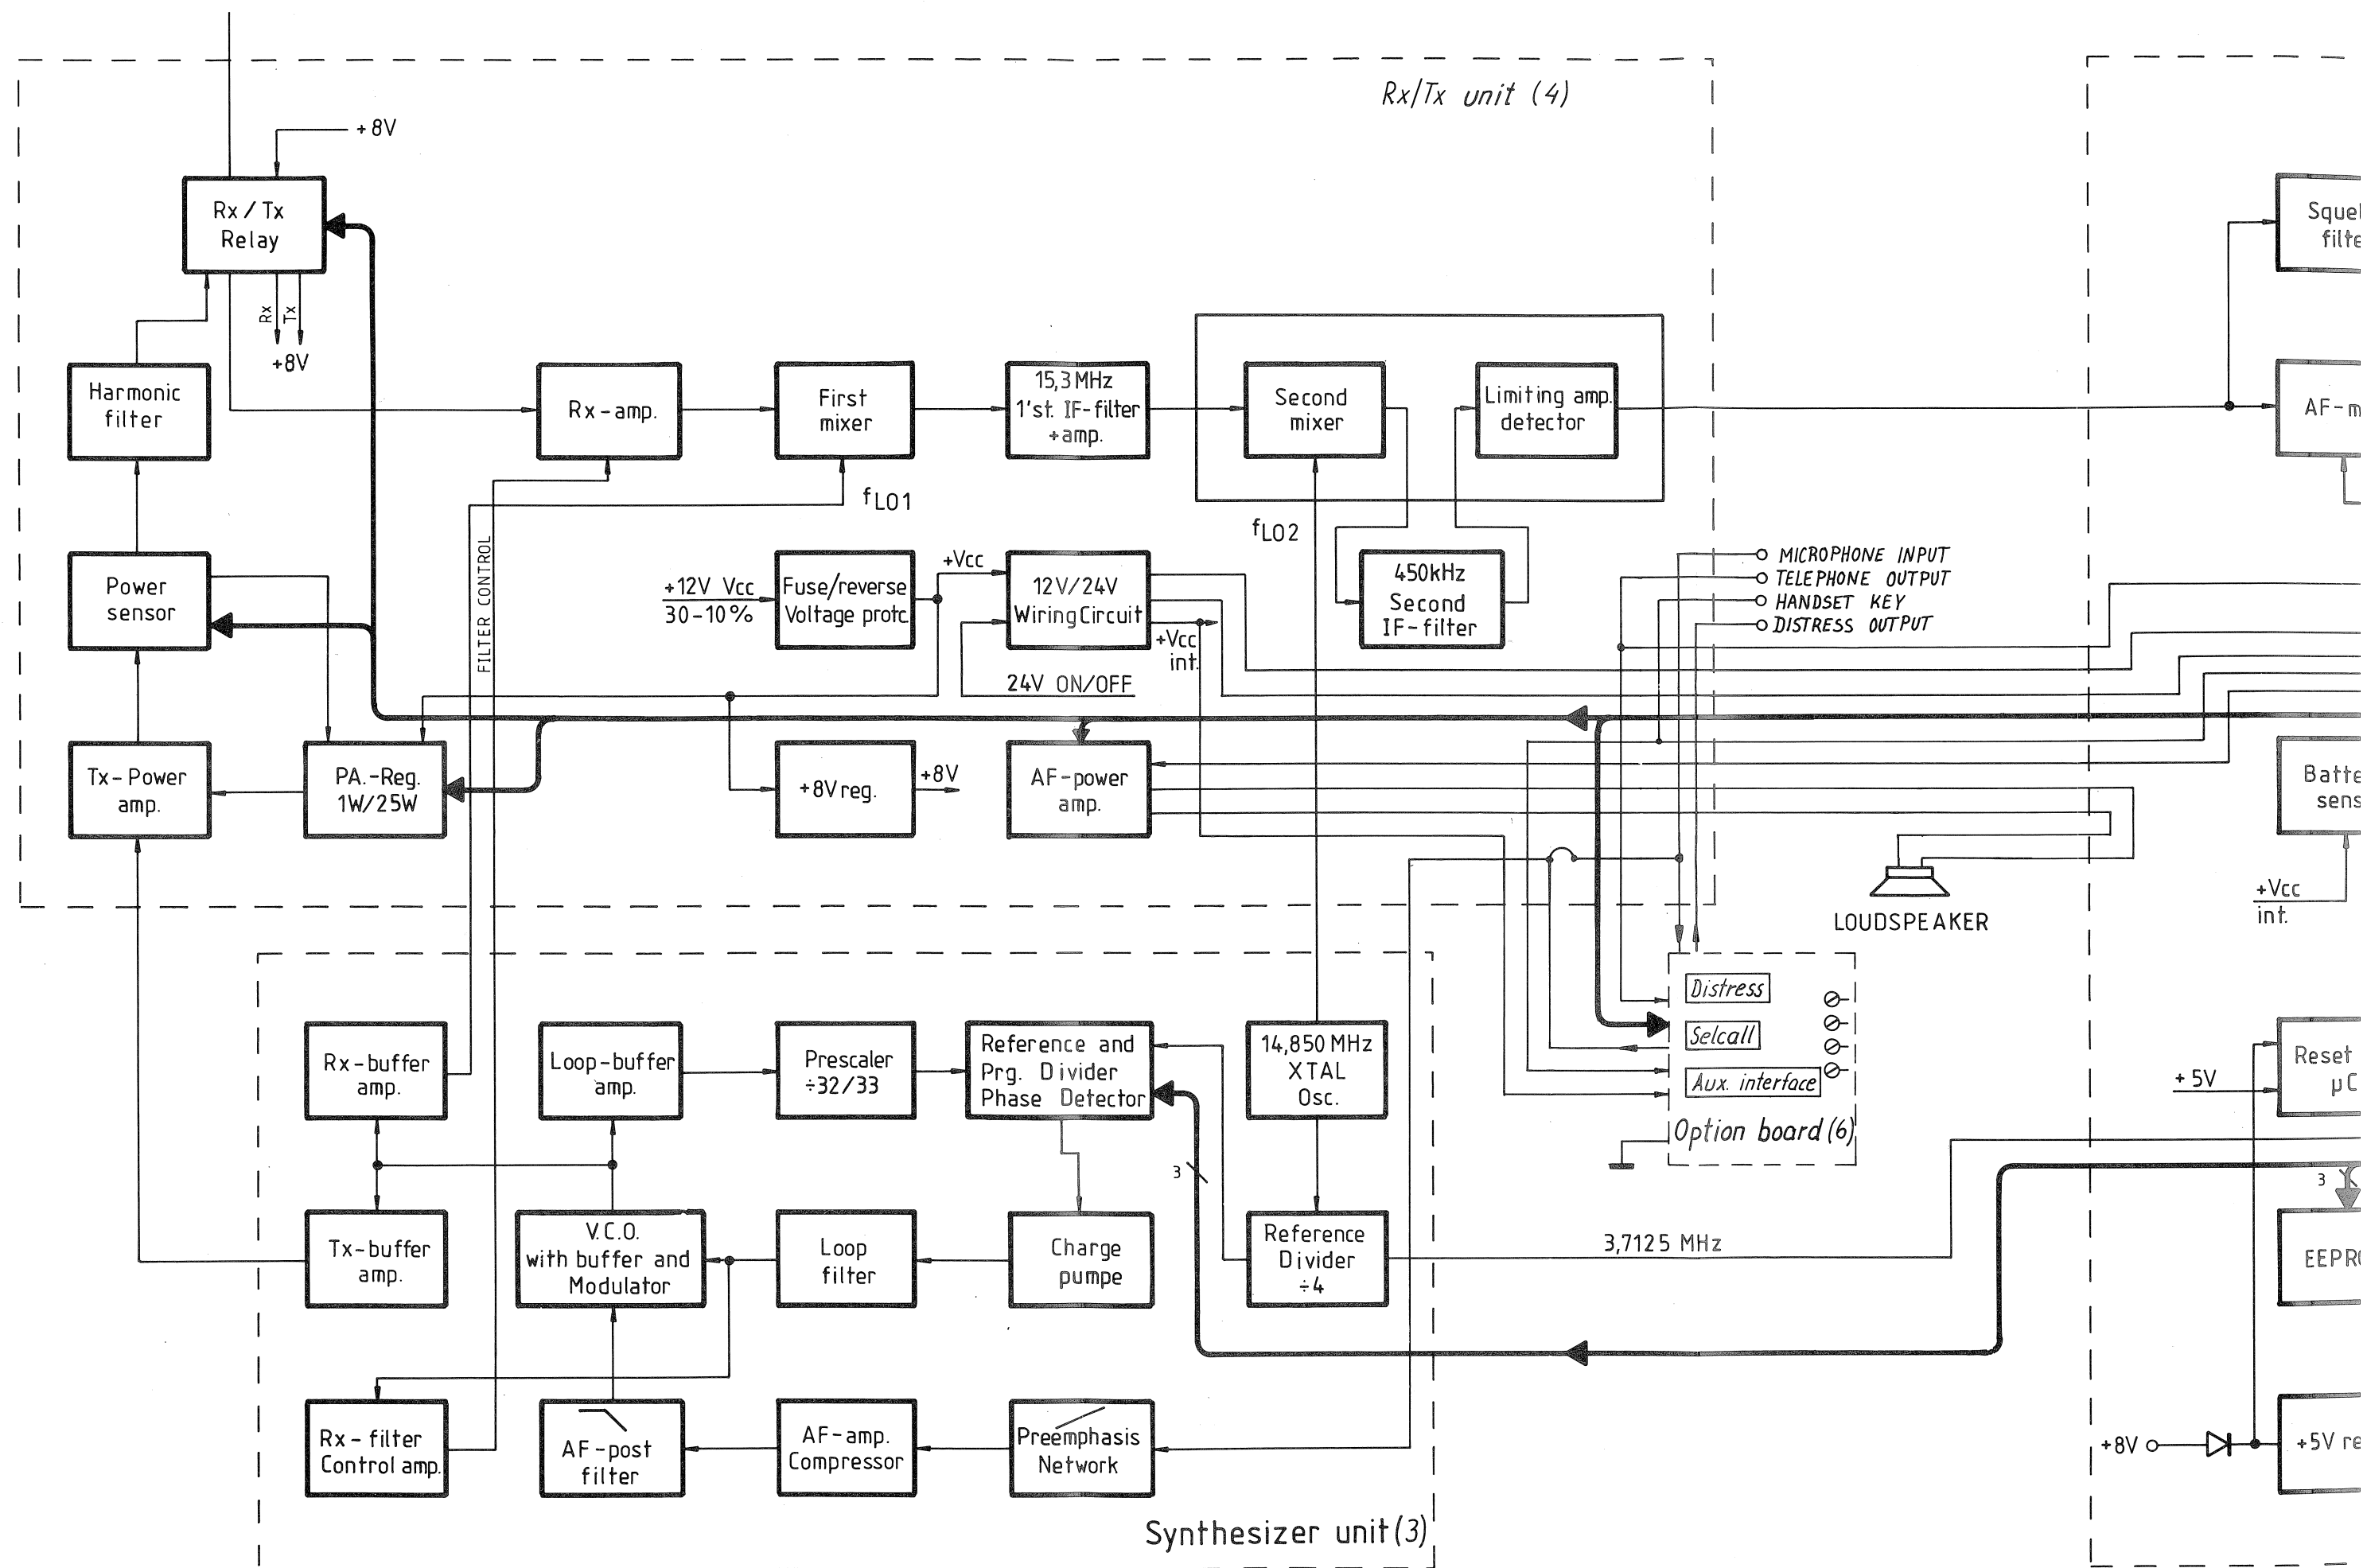 Rx/Tx unit (4)
+8V
Rx / Tx
Relay
Rx
Tx
+8V
Harmonic
filter
Rx-amp.
First
mixer
15,3MHz
1'st. IF-filter
+amp.
Second
mixer
Limiting amp.
detector
fLO1
fLO2
FILTER CONTROL
Power
sensor
+12V Vcc
30-10%
Fuse/reverse
Voltage protc.
+Vcc
12V/24V
Wiring Circuit
+Vcc
int.
24V ON/OFF
450kHz
Second
IF-filter
MICROPHONE INPUT
TELEPHONE OUTPUT
HANDSET KEY
DISTRESS OUTPUT
Tx-Power
amp.
PA.-Reg.
1W/25W
+8V reg.
+8V
AF-power
amp.
LOUDSPEAKER
+Vcc
int.
Rx-buffer
amp.
Loop-buffer
amp.
Prescaler
÷32/33
Reference and
Prg. Divider
Phase Detector
14,850 MHz
XTAL
Osc.
Distress
Selcall
Aux. interface
Option board (6)
+5V
Reset
µC
3
3
Tx-buffer
amp.
V.C.O.
with buffer and
Modulator
Loop
filter
Charge
pumpe
Reference
Divider
÷4
3,7125 MHz
Rx-filter
Control amp.
AF-post
filter
AF-amp.
Compressor
Preemphasis
Network
+8V
+5V re
Synthesizer unit (3)